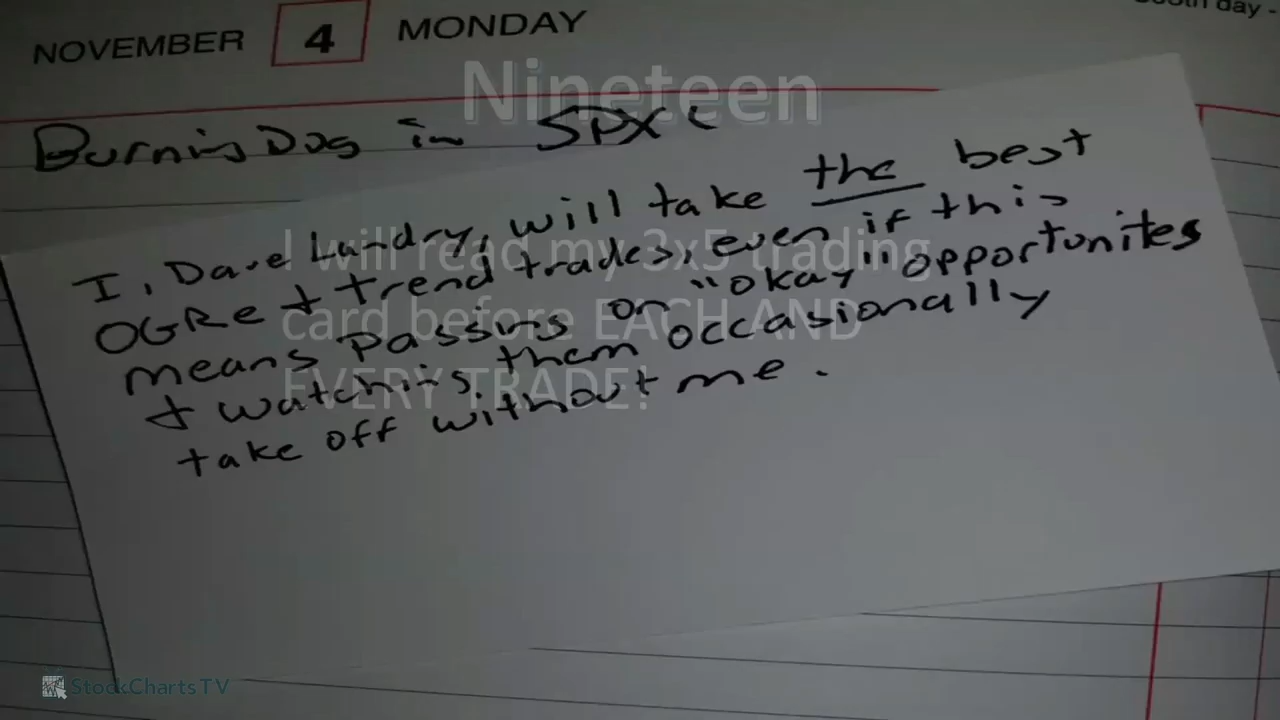 NOVEMBER 4 MONDAY
Nineteen
BurningDog in SPX
I, Dave Landry, will take the best
OGRe + trend trades, even if this
means passing on "okay" opportunites
+ watching them occasionally
take off without me.
I will read my 3x5 trading
card before EACH AND
EVERY TRADE!
StockChartsTV